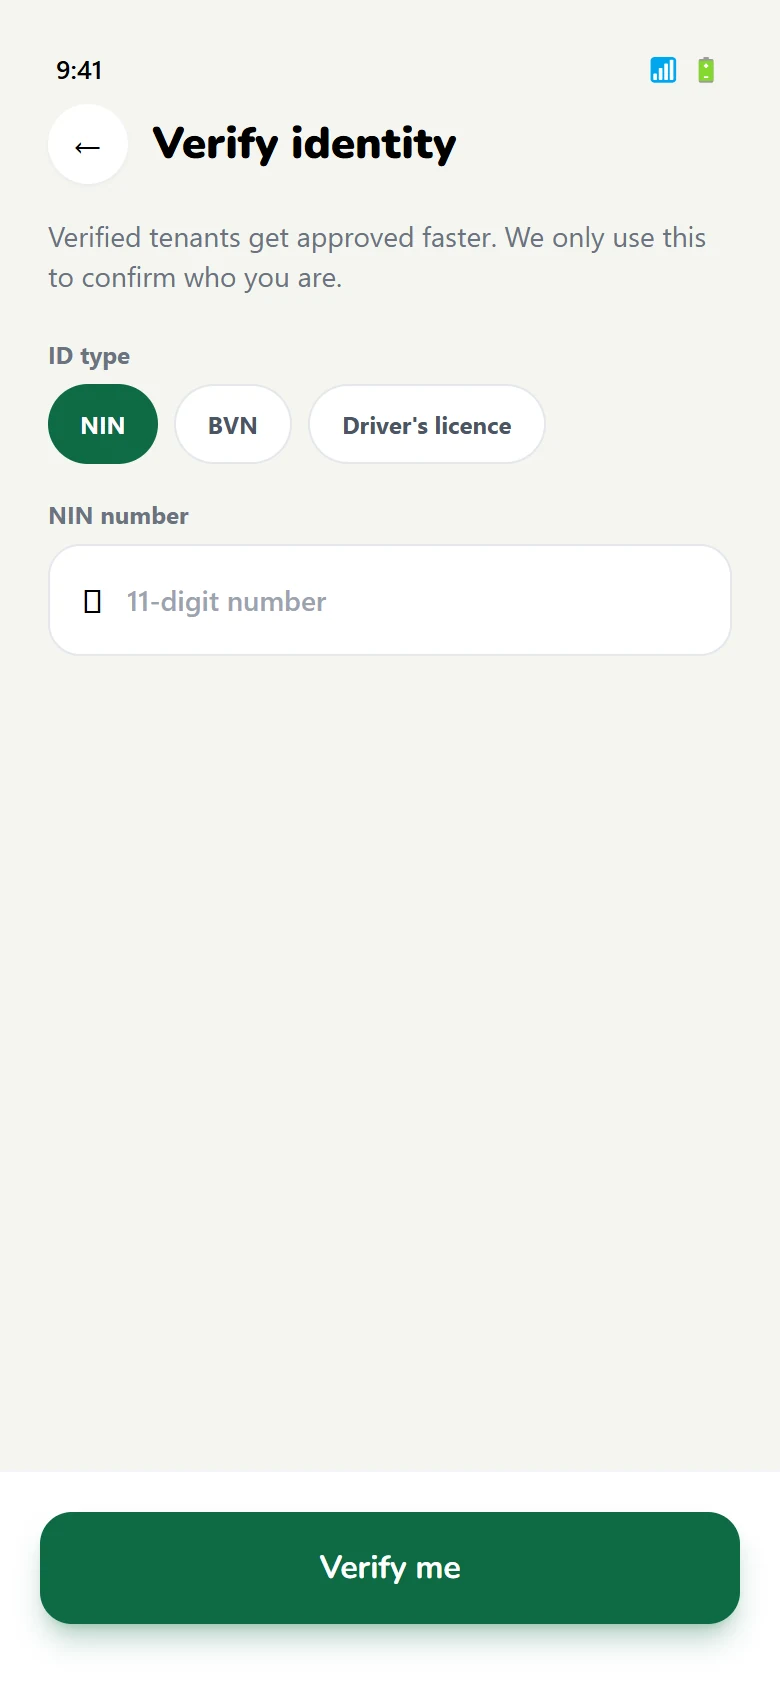 9:41
← Verify identity
Verified tenants get approved faster. We only use this
to confirm who you are.
ID type
NIN BVN Driver's licence
NIN number
11-digit number
Verify me